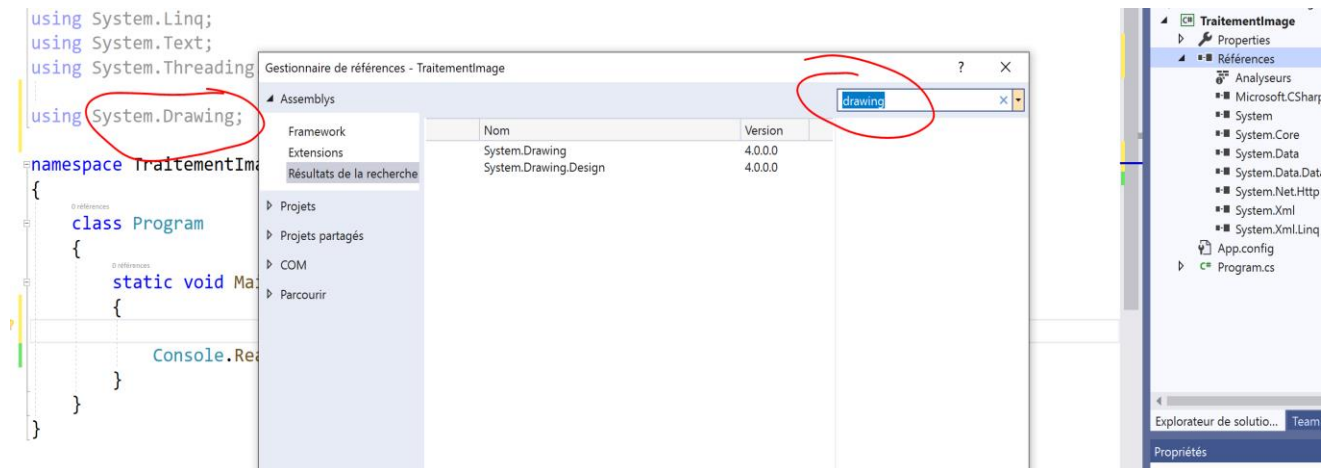 using System.Linq;
using System.Text;
using System.Threading
using System.Drawing;
namespace TraitementIma
{
0 références
class Program
{
0 références
static void Mai
{
Console.Rea
}
}
}
Gestionnaire de références - TraitementImage
? ×
Assemblys
Framework
Extensions
Résultats de la recherche
Projets
Projets partagés
COM
Parcourir
drawing
Nom Version
System.Drawing 4.0.0.0
System.Drawing.Design 4.0.0.0
C# TraitementImage
Properties
Références
Analyseurs
Microsoft.CSharp
System
System.Core
System.Data
System.Data.Data
System.Net.Http
System.Xml
System.Xml.Linq
App.config
C# Program.cs
Explorateur de solutio... Team
Propriétés